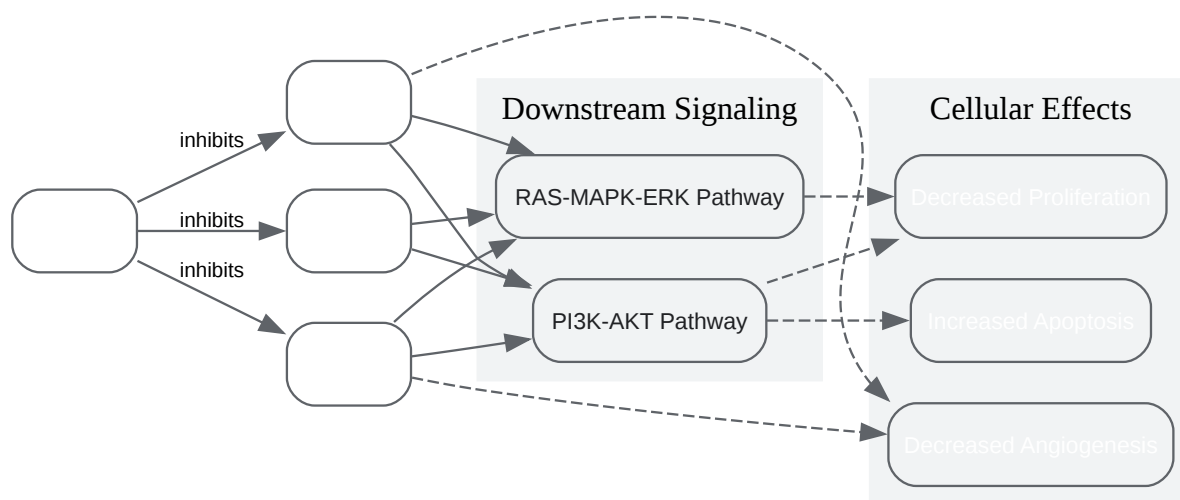 inhibits
inhibits
inhibits
Downstream Signaling
RAS-MAPK-ERK Pathway
PI3K-AKT Pathway
Cellular Effects
Decreased Proliferation
Increased Apoptosis
Decreased Angiogenesis